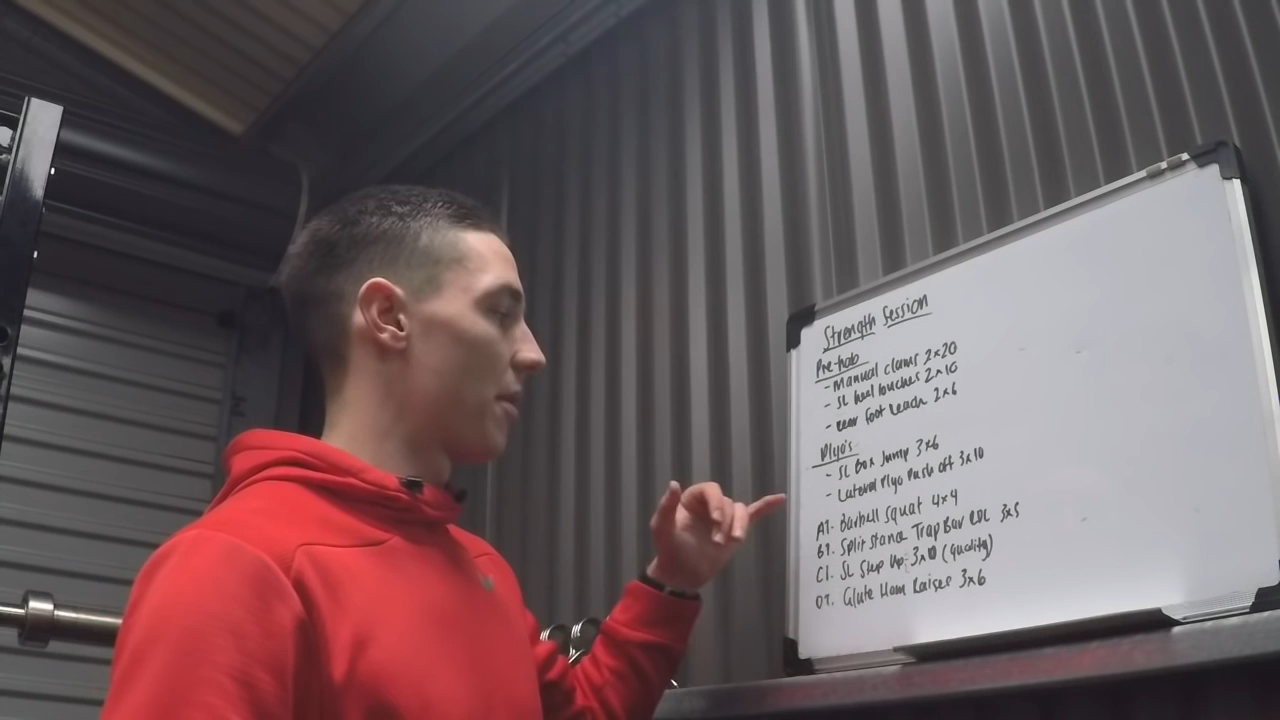 Strength Session
Pre-hab
- Manual clams 2x20
- SL heel touches 2x10
- rear foot reach 2x6
Plyo's
- SL Box Jump 3x6
- Lateral Plyo Push off 3x10
A1. Barbell Squat 4x4
B1. Split stance Trap Bar RDL 3x5
C1. SL Step Up: 3x10 (quality)
D1. Glute Ham Raises 3x6